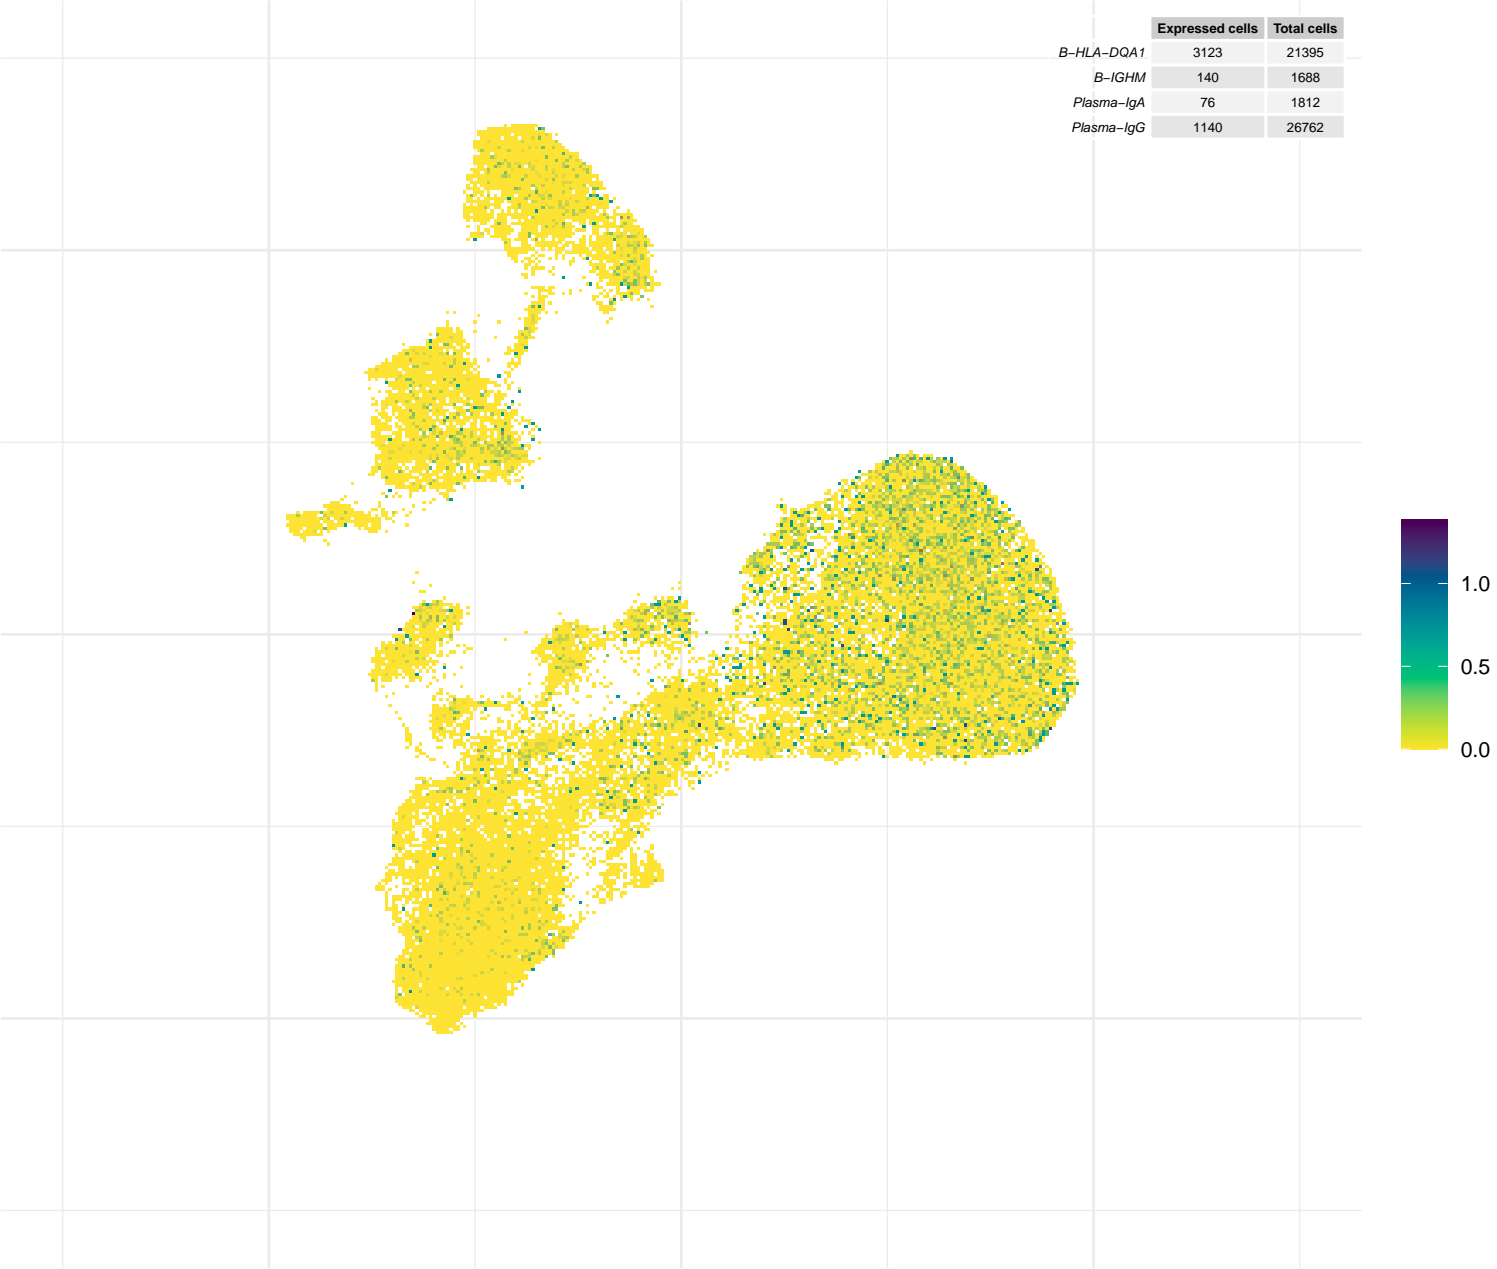 Expressed cells Total cells
B−HLA−DQA1 3123 21395
B−IGHM 140 1688
Plasma−IgA 76 1812
Plasma−IgG 1140 26762
1.0
0.5
0.0